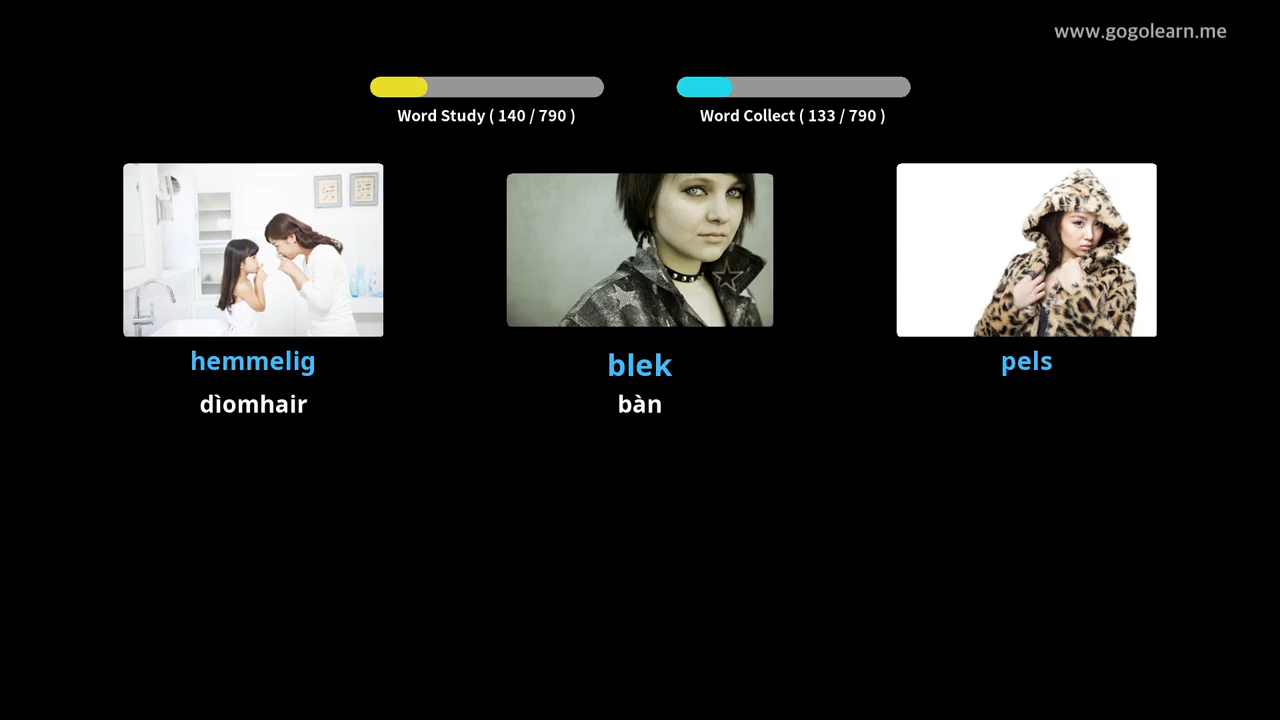 www.gogolearn.me
Word Study ( 140 / 790 )
Word Collect ( 133 / 790 )
hemmelig
blek
pels
dìomhair
bàn